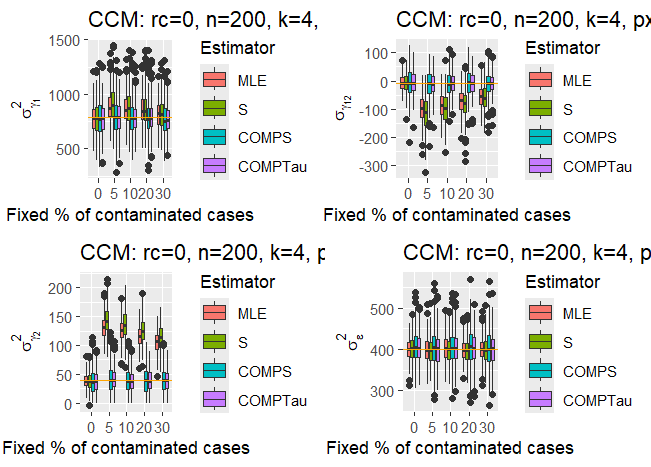 CCM: rc=0, n=200, k=4,
1500
1000
500
σ²γ1
0 5 10 20 30
Fixed % of contaminated cases
Estimator
MLE
S
COMPS
COMPTau
CCM: rc=0, n=200, k=4, px
100
0
-100
-200
-300
σγ12
0 5 10 20 30
Fixed % of contaminated cases
Estimator
MLE
S
COMPS
COMPTau
CCM: rc=0, n=200, k=4, p
200
150
100
50
0
σ²γ2
0 5 10 20 30
Fixed % of contaminated cases
Estimator
MLE
S
COMPS
COMPTau
CCM: rc=0, n=200, k=4, p
500
400
300
σ²ε
0 5 10 20 30
Fixed % of contaminated cases
Estimator
MLE
S
COMPS
COMPTau